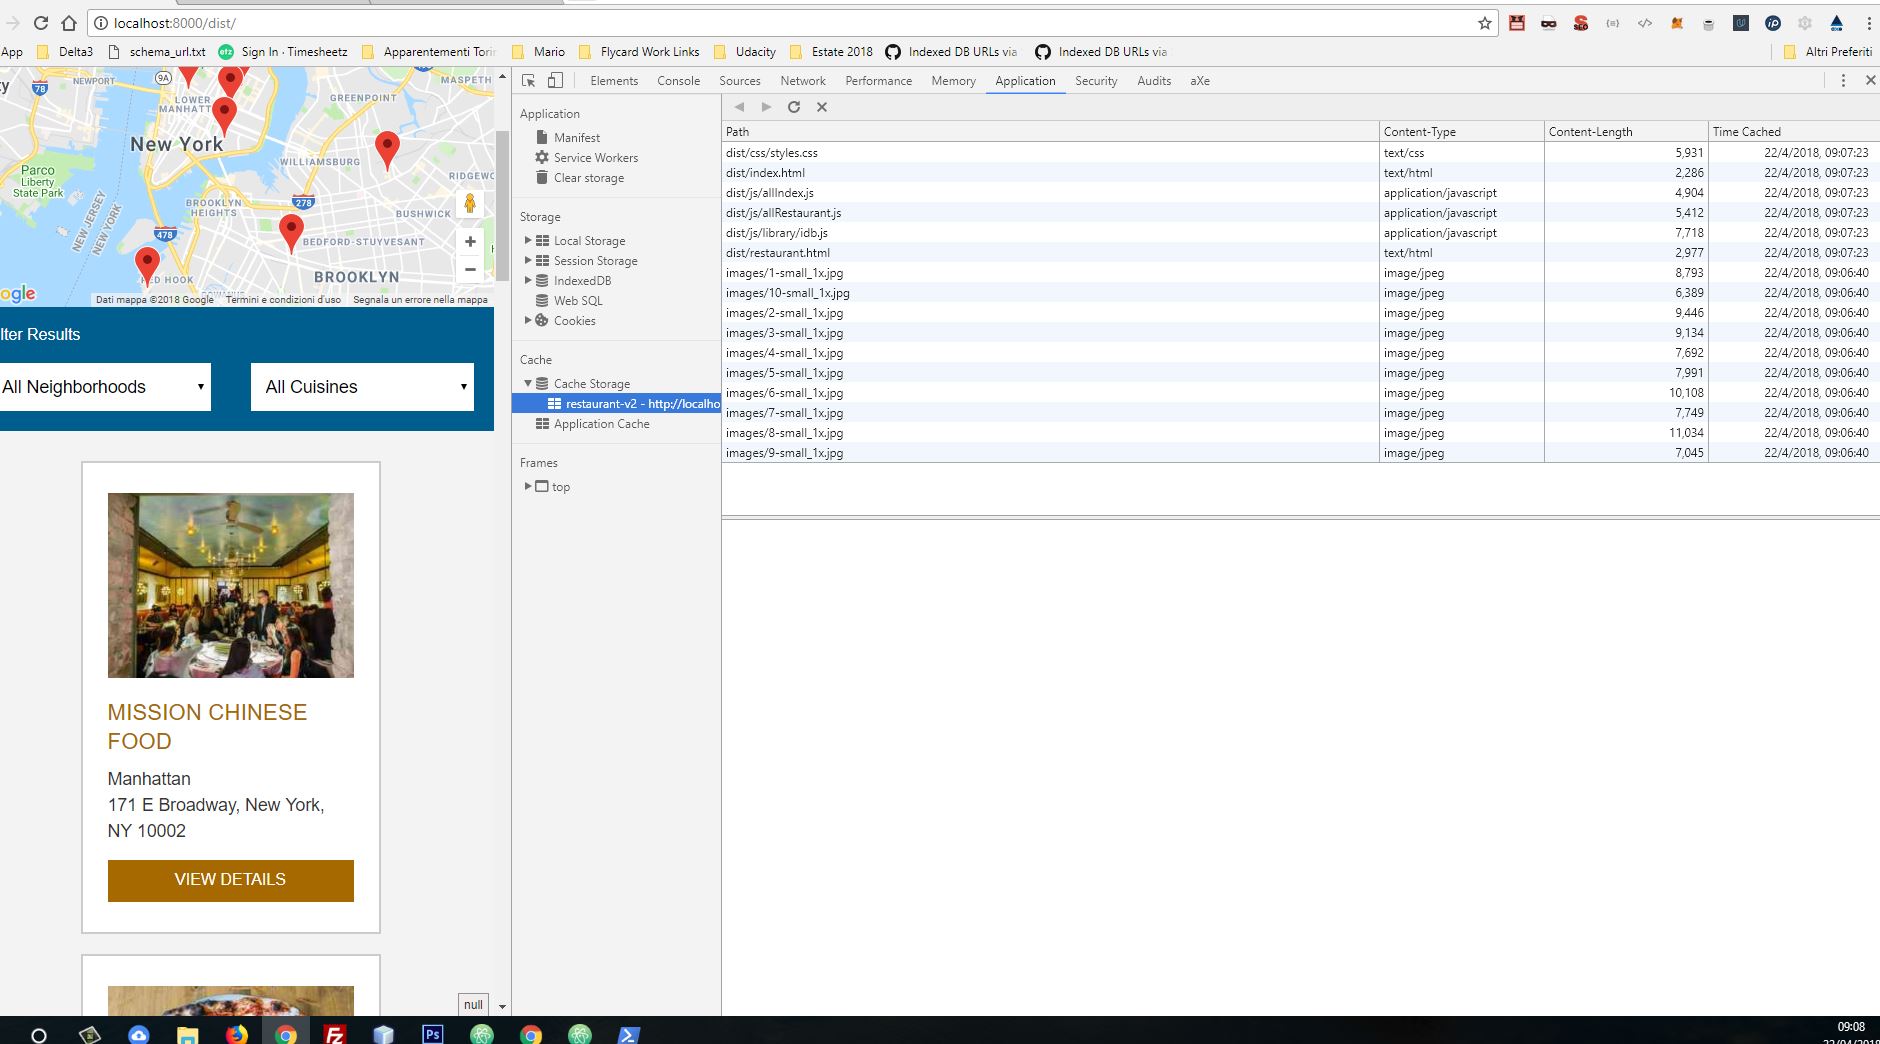 localhost:8000/dist/
App Delta3 schema_url.txt Sign In · Timesheetz Apparentementi Torin Mario Flycard Work Links Udacity Estate 2018 Indexed DB URLs via Indexed DB URLs via Altri Preferiti
Elements Console Sources Network Performance Memory Application Security Audits aXe
Application
Manifest
Service Workers
Clear storage
Storage
Local Storage
Session Storage
IndexedDB
Web SQL
Cookies
Cache
Cache Storage
restaurant-v2 - http://localho
Application Cache
Frames
top
Path Content-Type Content-Length Time Cached
dist/css/styles.css text/css 5,931 22/4/2018, 09:07:23
dist/index.html text/html 2,286 22/4/2018, 09:07:23
dist/js/allIndex.js application/javascript 4,904 22/4/2018, 09:07:23
dist/js/allRestaurant.js application/javascript 5,412 22/4/2018, 09:07:23
dist/js/library/idb.js application/javascript 7,718 22/4/2018, 09:07:23
dist/restaurant.html text/html 2,977 22/4/2018, 09:07:23
images/1-small_1x.jpg image/jpeg 8,793 22/4/2018, 09:06:40
images/10-small_1x.jpg image/jpeg 6,389 22/4/2018, 09:06:40
images/2-small_1x.jpg image/jpeg 9,446 22/4/2018, 09:06:40
images/3-small_1x.jpg image/jpeg 9,134 22/4/2018, 09:06:40
images/4-small_1x.jpg image/jpeg 7,692 22/4/2018, 09:06:40
images/5-small_1x.jpg image/jpeg 7,991 22/4/2018, 09:06:40
images/6-small_1x.jpg image/jpeg 10,108 22/4/2018, 09:06:40
images/7-small_1x.jpg image/jpeg 7,749 22/4/2018, 09:06:40
images/8-small_1x.jpg image/jpeg 11,034 22/4/2018, 09:06:40
images/9-small_1x.jpg image/jpeg 7,045 22/4/2018, 09:06:40
NEWPORT
9A
MASPETH
78
LOWER
MANHATT
GREENPOINT
New York
WILLIAMSBURG
Parco
Liberty
State Park
RIDGEWO
NEW JERSEY
NEW YORK
BROOKLYN
HEIGHTS
278
BUSHWICK
478
BEDFORD-STUYVESANT
RED HOOK
BROOKLYN
ogle
Dati mappa ©2018 Google Termini e condizioni d'uso Segnala un errore nella mappa
lter Results
All Neighborhoods All Cuisines
MISSION CHINESE
FOOD
Manhattan
171 E Broadway, New York,
NY 10002
VIEW DETAILS
null
Fz
Ps
09:08
22/04/2018